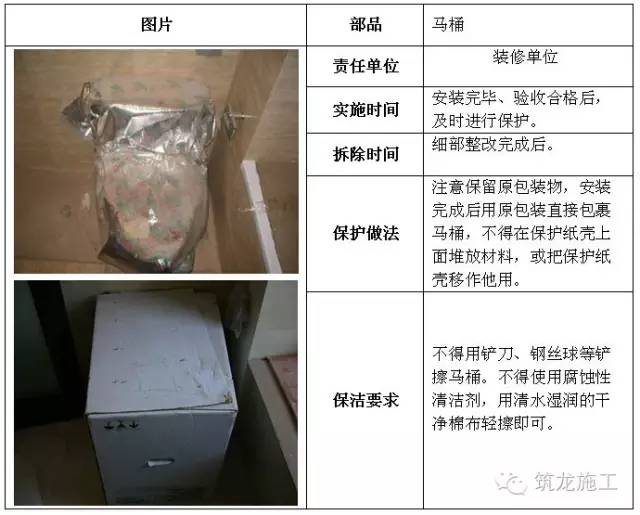 图片
部品
马桶
责任单位
装修单位
实施时间
安装完毕、验收合格后，
及时进行保护。
拆除时间
细部整改完成后。
保护做法
注意保留原包装物，安装
完成后用原包装直接包裹
马桶，不得在保护纸壳上
面堆放材料，或把保护纸
壳移作他用。
保洁要求
不得用铲刀、钢丝球等铲
擦马桶。不得使用腐蚀性
清洁剂，用清水湿润的干
净棉布轻擦即可。
筑龙施工